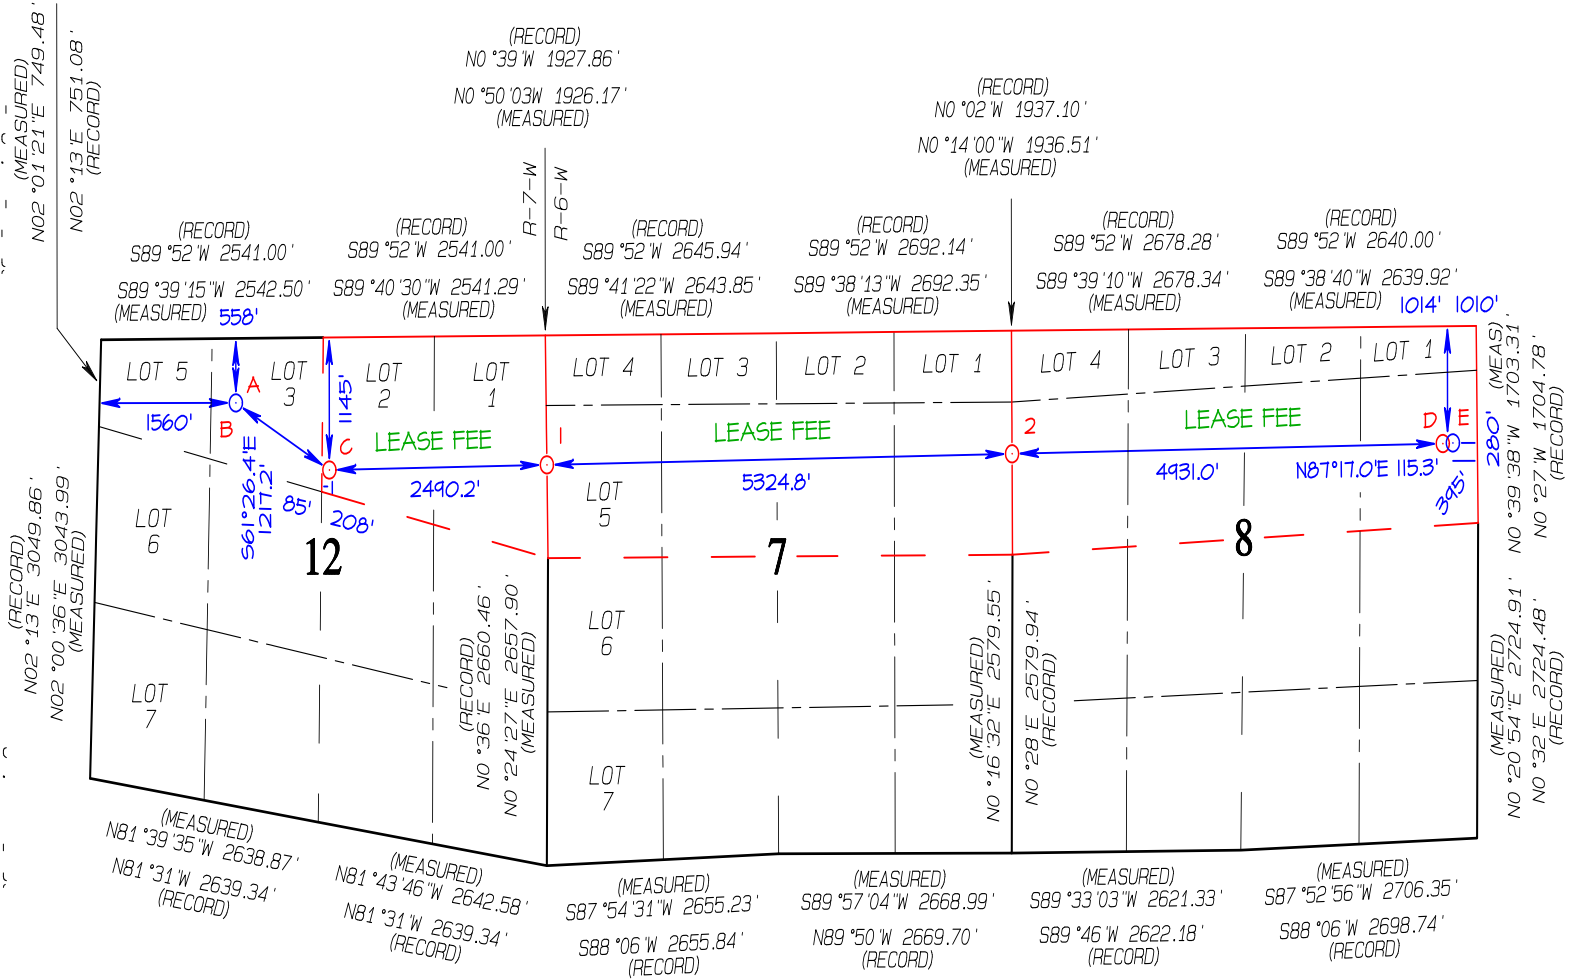 (MEASURED)
N02 °01'21"E 749.48'
N02 °13'E 751.08'
(RECORD)
(RECORD)
N0 °39'W 1927.86'
N0 °50'03W 1926.17'
(MEASURED)
(RECORD)
N0 °02'W 1937.10'
N0 °14'00"W 1936.51'
(MEASURED)
R-7-W
R-6-W
(RECORD)
S89 °52'W 2541.00'
S89 °39'15"W 2542.50'
(MEASURED)
(RECORD)
S89 °52'W 2541.00'
S89 °40'30"W 2541.29'
(MEASURED)
(RECORD)
S89 °52'W 2645.94'
S89 °41'22"W 2643.85'
(MEASURED)
(RECORD)
S89 °52'W 2692.14'
S89 °38'13"W 2692.35'
(MEASURED)
(RECORD)
S89 °52'W 2678.28'
S89 °39'10"W 2678.34'
(MEASURED)
(RECORD)
S89 °52'W 2640.00'
S89 °38'40"W 2639.92'
(MEASURED)
558'
1014' 1010'
LOT 5
LOT
3
LOT
2
LOT
1
LOT 4
LOT 3
LOT 2
LOT 1
LOT 4
LOT 3
LOT 2
LOT 1
A
B
C
1
2
D
E
1560'
1145'
LEASE FEE
LEASE FEE
LEASE FEE
S61°26.4'E
1217.2'
85'
208'
2490.2'
5324.8'
4931.0'
N87°17.0'E 115.3'
395'
280'
(MEAS)
N0 °39'38"W 1703.31'
N0 °27'W 1704.78'
(RECORD)
LOT
6
LOT
5
12
7
8
LOT
7
LOT
6
LOT
7
(RECORD)
N02 °13'E 3049.86'
N02 °00'36"E 3043.99'
(MEASURED)
(RECORD)
N0 °36'E 2660.46'
N0 °24'27"E 2657.90'
(MEASURED)
(MEASURED)
N0 °16'32"E 2579.55'
N0 °28'E 2579.94'
(RECORD)
(MEASURED)
N0 °20'54"E 2724.91'
N0 °32'E 2724.48'
(RECORD)
(MEASURED)
N81 °39'35"W 2638.87'
N81 °31'W 2639.34'
(RECORD)
(MEASURED)
N81 °43'46"W 2642.58'
N81 °31'W 2639.34'
(RECORD)
(MEASURED)
S87 °54'31"W 2655.23'
S88 °06'W 2655.84'
(RECORD)
(MEASURED)
S89 °57'04"W 2668.99'
N89 °50'W 2669.70'
(RECORD)
(MEASURED)
S89 °33'03"W 2621.33'
S89 °46'W 2622.18'
(RECORD)
(MEASURED)
S87 °52'56"W 2706.35'
S88 °06'W 2698.74'
(RECORD)